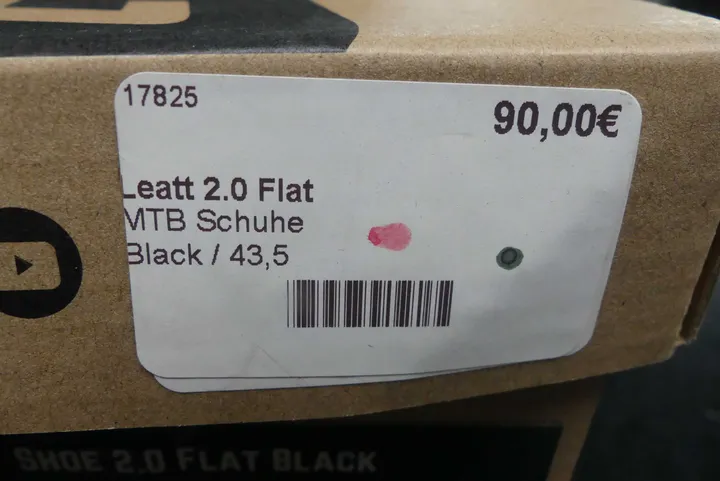 17825
90,00€
Leatt 2.0 Flat
MTB Schuhe
Black / 43,5
SHOE 2.0 FLAT BLACK